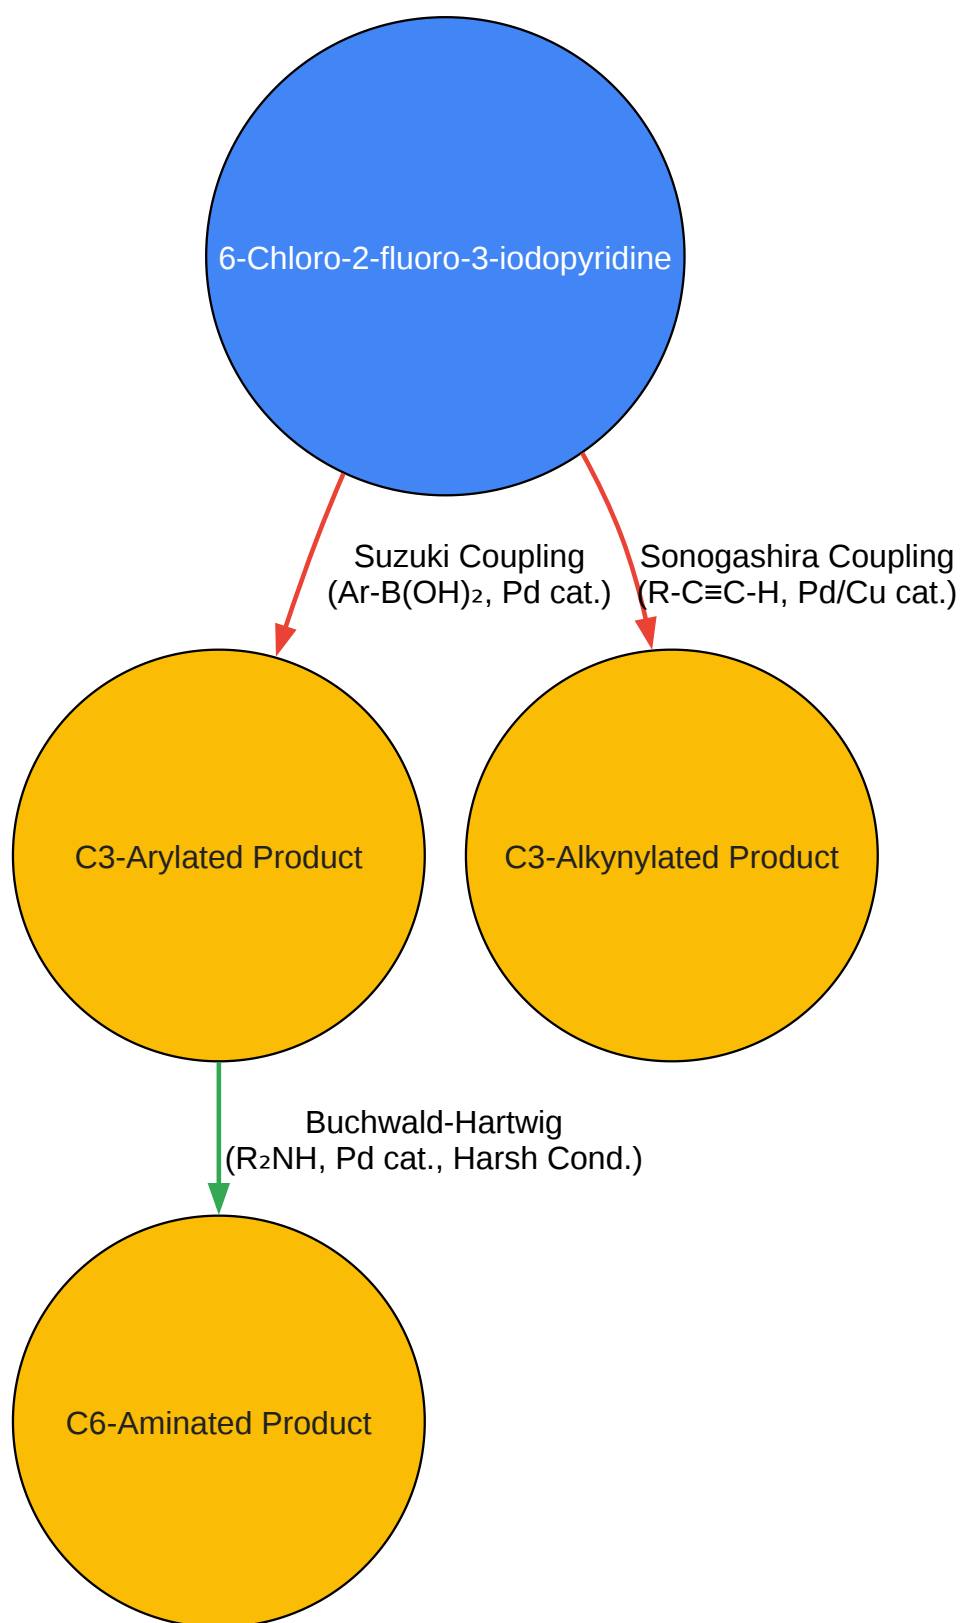 6-Chloro-2-fluoro-3-iodopyridine
Suzuki Coupling
(Ar-B(OH)₂, Pd cat.)
Sonogashira Coupling
(R-C≡C-H, Pd/Cu cat.)
C3-Arylated Product
C3-Alkynylated Product
Buchwald-Hartwig
(R₂NH, Pd cat., Harsh Cond.)
C6-Aminated Product